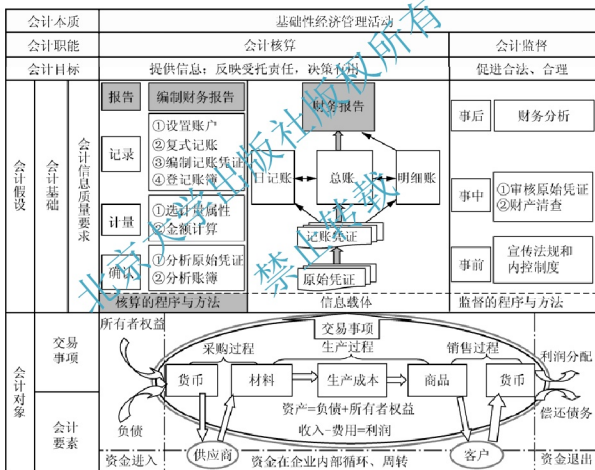 会计本质 基础性经济管理活动
会计职能 会计核算 会计监督
会计目标 提供信息：反映受托责任，决策有用 促进合法、合理
会计假设
会计基础
会计信息质量要求
报告 编制财务报告
记录 ①设置账户
②复式记账
③编制记账凭证
④登记账簿
计量 ①选计量属性
②金额计算
确认 ①分析原始凭证
②分析账簿
核算的程序与方法
财务报告
日记账 总账 明细账
记账凭证
原始凭证
信息载体
事后 财务分析
事中 ①审核原始凭证
②财产清查
事前 宣传法规和
内控制度
监督的程序与方法
会计对象
交易
事项
会计
要素
所有者权益
负债
资金进入
交易事项
采购过程 生产过程 销售过程
货币 材料 生产成本 商品 货币
资产=负债+所有者权益
收入-费用=利润
供应商 客户
资金在企业内部循环、周转
利润分配
偿还债务
资金退出
北京大学出版社版权所有
禁止转载